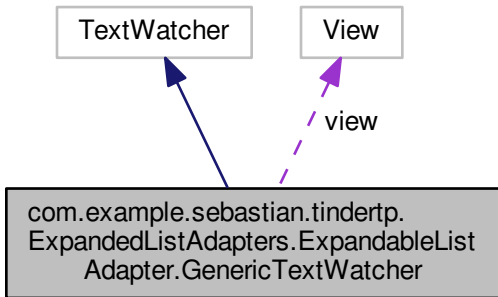 TextWatcher
View
view
com.example.sebastian.tindertp.
ExpandedListAdapters.ExpandableList
Adapter.GenericTextWatcher